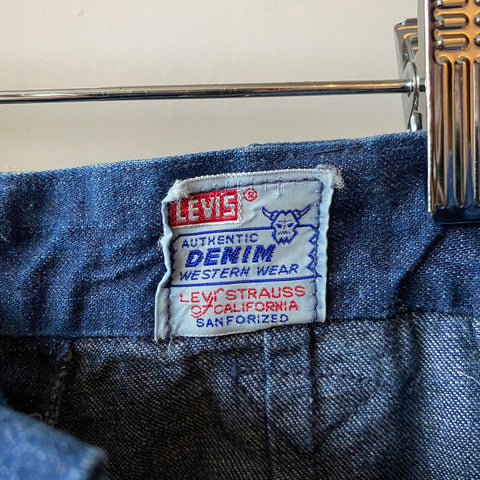 LEVI'S ®
AUTHENTIC
DENIM
WESTERN WEAR
LEVI STRAUSS
OF CALIFORNIA
SANFORIZED